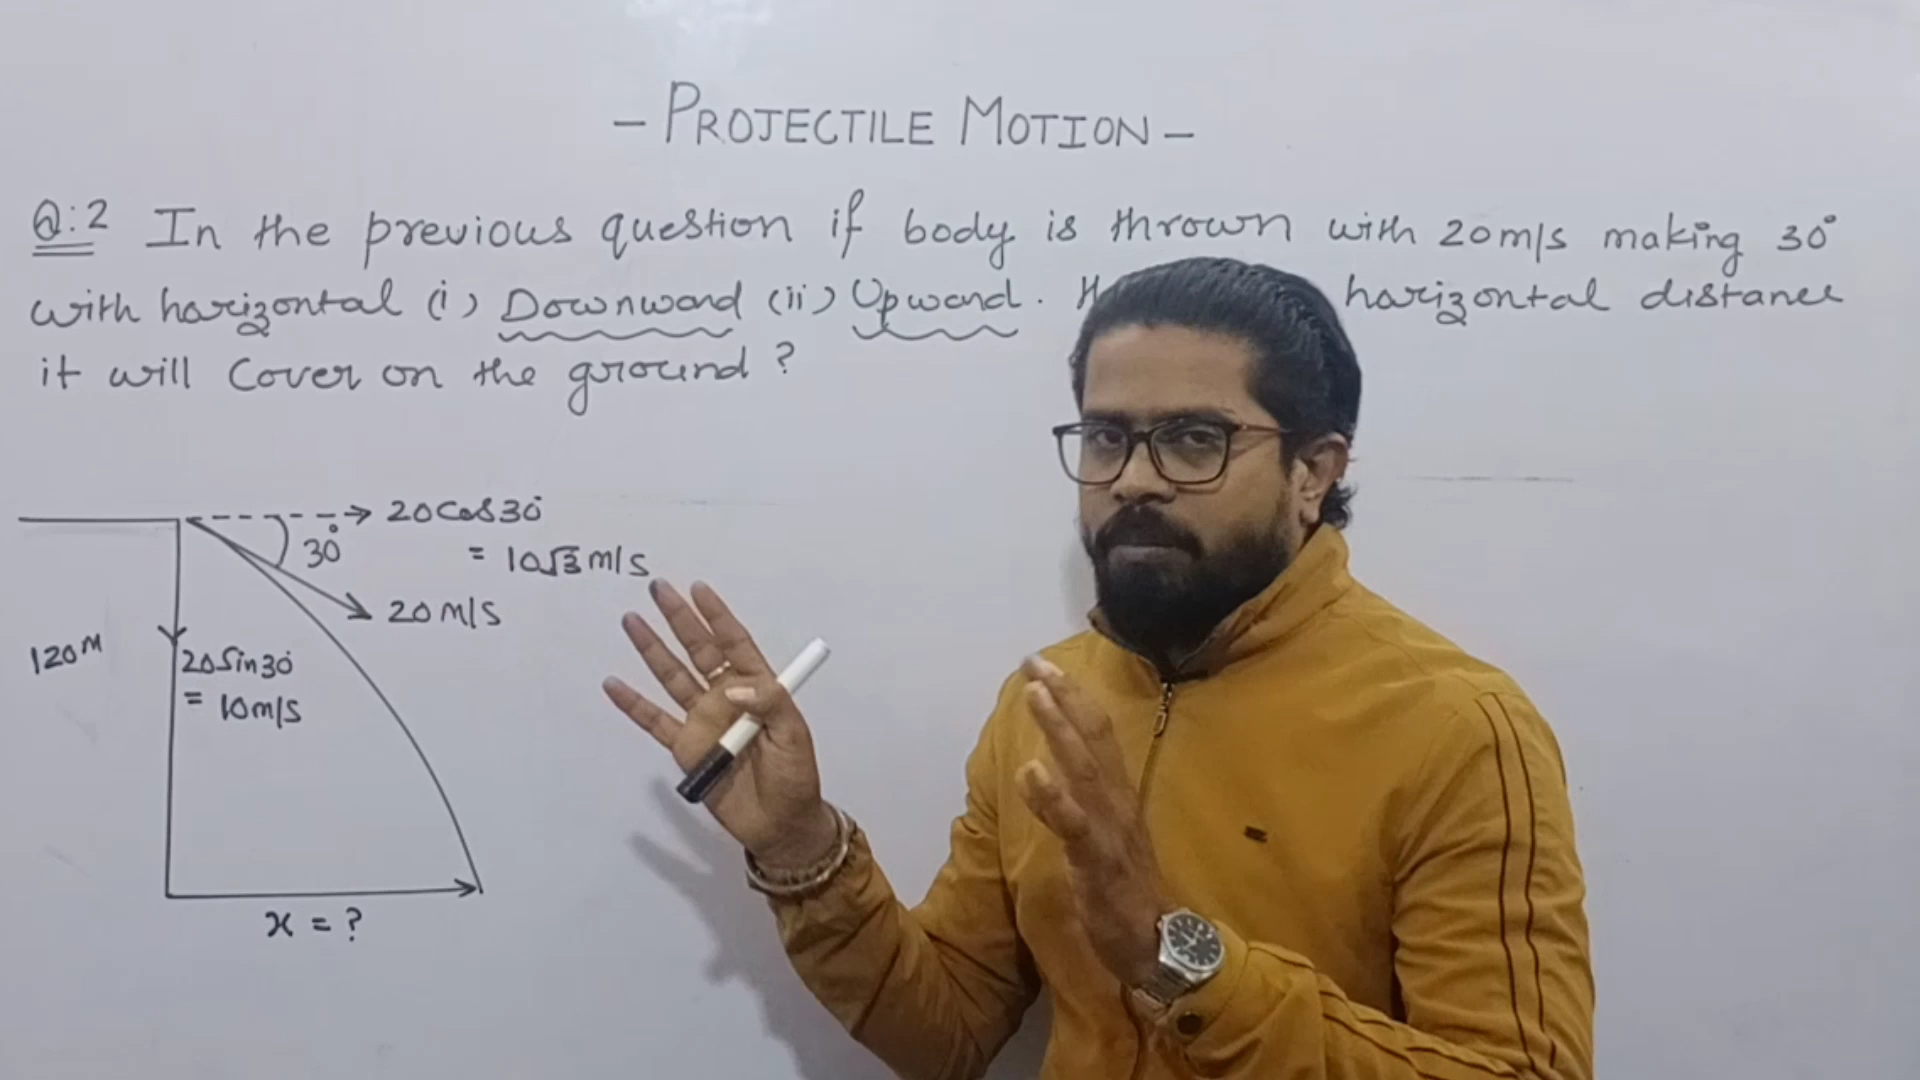 - PROJECTILE MOTION -
Q:2 In the previous question if body is thrown with 20m/s making 30°
with harizontal (i) Downward (ii) Upward. horizontal distance
it will Cover on the ground ?
20Cos30°
30°
= 10√3 m/s
20 m/s
120M
20Sin30°
= 10m/s
x = ?